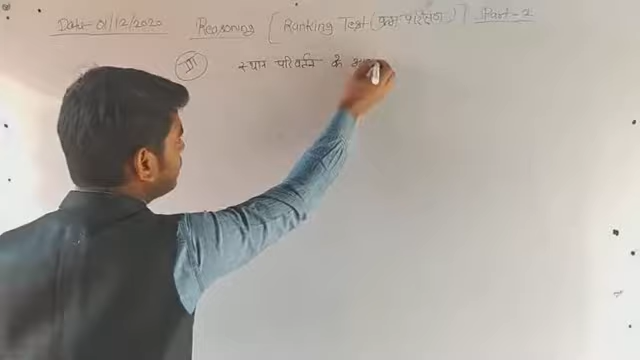 Date- 01/12/2020 Reasoning [Ranking Test (क्रम-परीक्षण)] Part-2
III स्थान परिवर्तन के